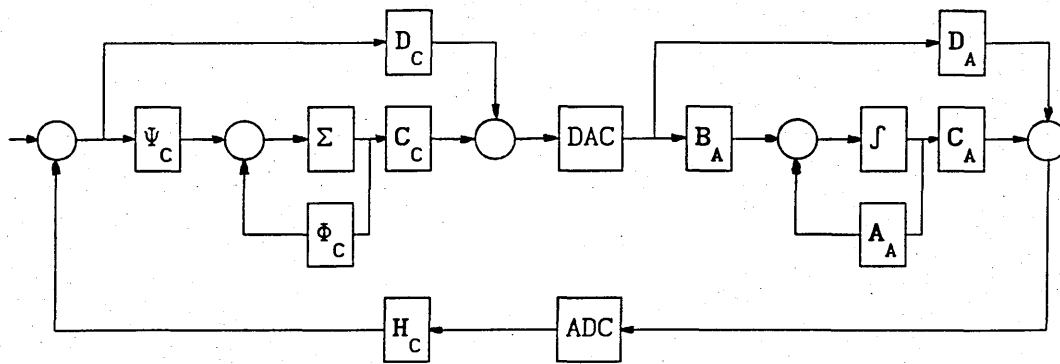 D_C
D_A
Ψ_C Σ C_C DAC B_A ∫ C_A
Φ_C A_A
H_C ADC